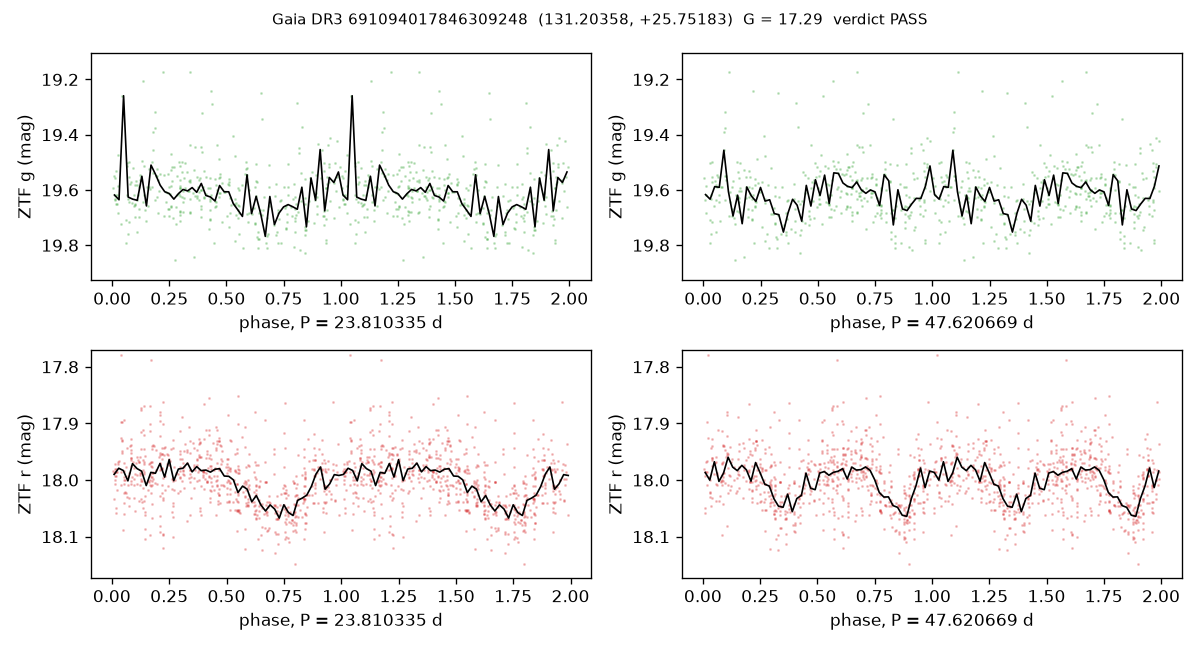 Gaia DR3 691094017846309248 (131.20358, +25.75183) G = 17.29 verdict PASS
ZTF g (mag)
19.2
19.4
19.6
19.8
0.00 0.25 0.50 0.75 1.00 1.25 1.50 1.75 2.00
phase, P = 23.810335 d
ZTF g (mag)
19.2
19.4
19.6
19.8
0.00 0.25 0.50 0.75 1.00 1.25 1.50 1.75 2.00
phase, P = 47.620669 d
ZTF r (mag)
17.8
17.9
18.0
18.1
0.00 0.25 0.50 0.75 1.00 1.25 1.50 1.75 2.00
phase, P = 23.810335 d
ZTF r (mag)
17.8
17.9
18.0
18.1
0.00 0.25 0.50 0.75 1.00 1.25 1.50 1.75 2.00
phase, P = 47.620669 d